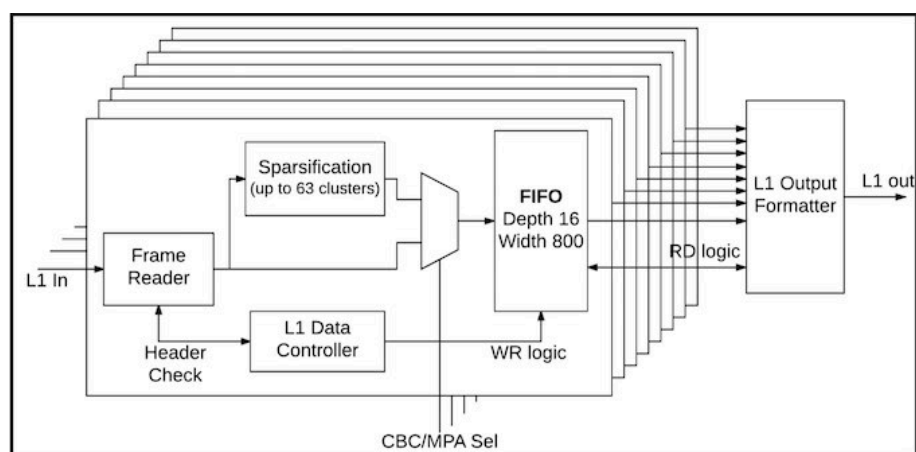 Sparsification
(up to 63 clusters)
FIFO
Depth 16
Width 800
L1 Output
Formatter
L1 out
Frame
Reader
L1 In
RD logic
L1 Data
Controller
Header
Check
WR logic
CBC/MPA Sel